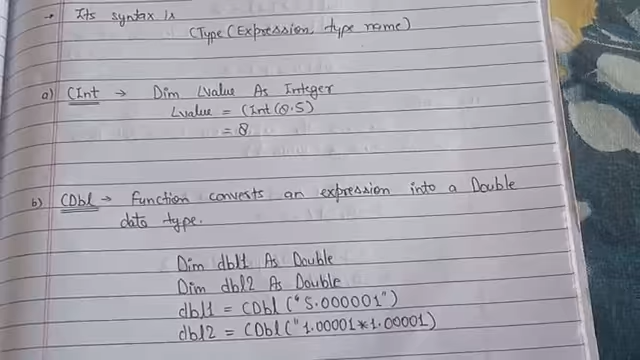 → Its syntax is
CType (Expression, type name)
a) CInt → Dim Lvalue As Integer
Lvalue = CInt (8.5)
= 8
b) CDbl → function converts an expression into a Double
data type.
Dim dbl1 As Double
Dim dbl2 As Double
dbl1 = CDbl ("5.000001")
dbl2 = CDbl ("1.00001*1.00001)